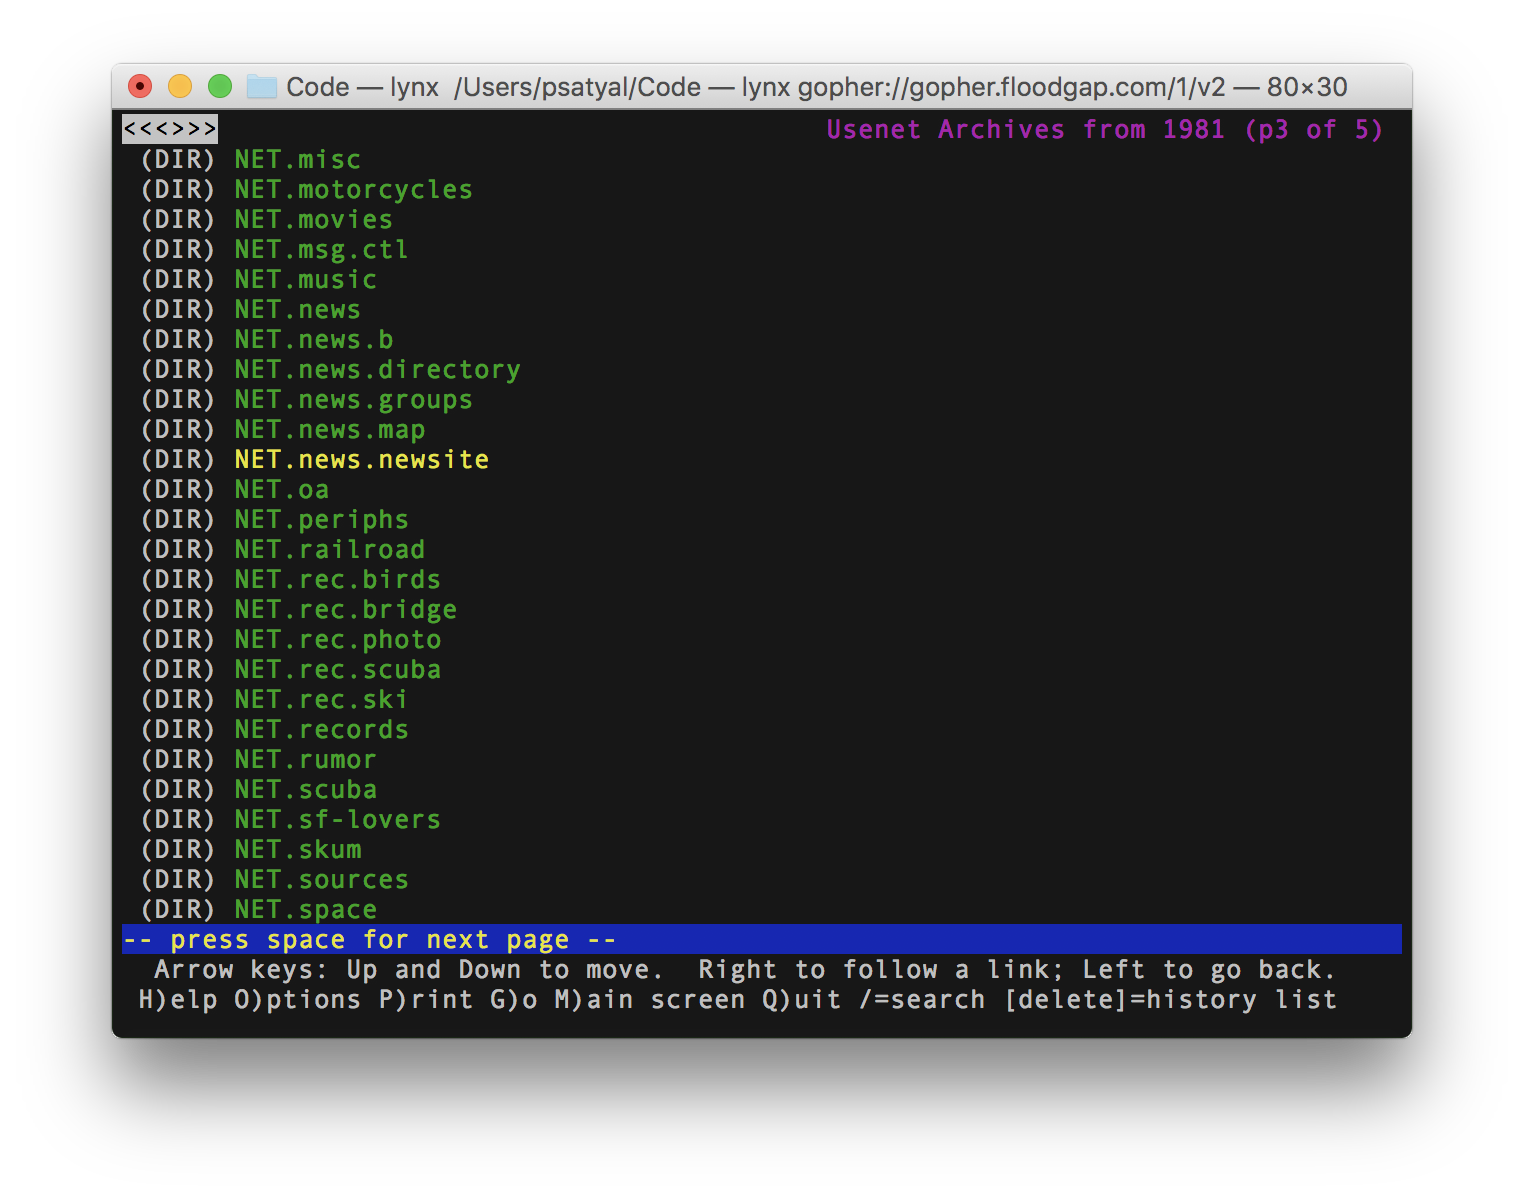 Code — lynx  /Users/psatyal/Code — lynx gopher://gopher.floodgap.com/1/v2 — 80×30
<<<>>> Usenet Archives from 1981 (p3 of 5)
(DIR) NET.misc
(DIR) NET.motorcycles
(DIR) NET.movies
(DIR) NET.msg.ctl
(DIR) NET.music
(DIR) NET.news
(DIR) NET.news.b
(DIR) NET.news.directory
(DIR) NET.news.groups
(DIR) NET.news.map
(DIR) NET.news.newsite
(DIR) NET.oa
(DIR) NET.periphs
(DIR) NET.railroad
(DIR) NET.rec.birds
(DIR) NET.rec.bridge
(DIR) NET.rec.photo
(DIR) NET.rec.scuba
(DIR) NET.rec.ski
(DIR) NET.records
(DIR) NET.rumor
(DIR) NET.scuba
(DIR) NET.sf-lovers
(DIR) NET.skum
(DIR) NET.sources
(DIR) NET.space
-- press space for next page --
Arrow keys: Up and Down to move.  Right to follow a link; Left to go back.
H)elp O)ptions P)rint G)o M)ain screen Q)uit /=search [delete]=history list